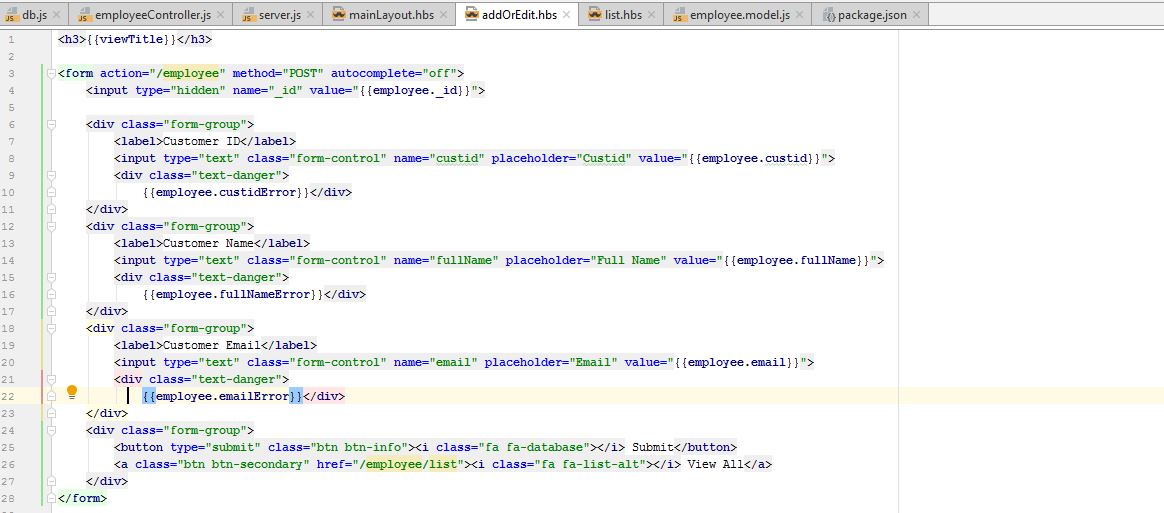 db.js employeeController.js server.js mainLayout.hbs addOrEdit.hbs list.hbs employee.model.js package.json
1 <h3>{{viewTitle}}</h3>
2
3 <form action="/employee" method="POST" autocomplete="off">
4 <input type="hidden" name="_id" value="{{employee._id}}">
5
6 <div class="form-group">
7 <label>Customer ID</label>
8 <input type="text" class="form-control" name="custid" placeholder="Custid" value="{{employee.custid}}">
9 <div class="text-danger">
10 {{employee.custidError}}</div>
11 </div>
12 <div class="form-group">
13 <label>Customer Name</label>
14 <input type="text" class="form-control" name="fullName" placeholder="Full Name" value="{{employee.fullName}}">
15 <div class="text-danger">
16 {{employee.fullNameError}}</div>
17 </div>
18 <div class="form-group">
19 <label>Customer Email</label>
20 <input type="text" class="form-control" name="email" placeholder="Email" value="{{employee.email}}">
21 <div class="text-danger">
22 {{employee.emailError}}</div>
23 </div>
24 <div class="form-group">
25 <button type="submit" class="btn btn-info"><i class="fa fa-database"></i> Submit</button>
26 <a class="btn btn-secondary" href="/employee/list"><i class="fa fa-list-alt"></i> View All</a>
27 </div>
28 </form>